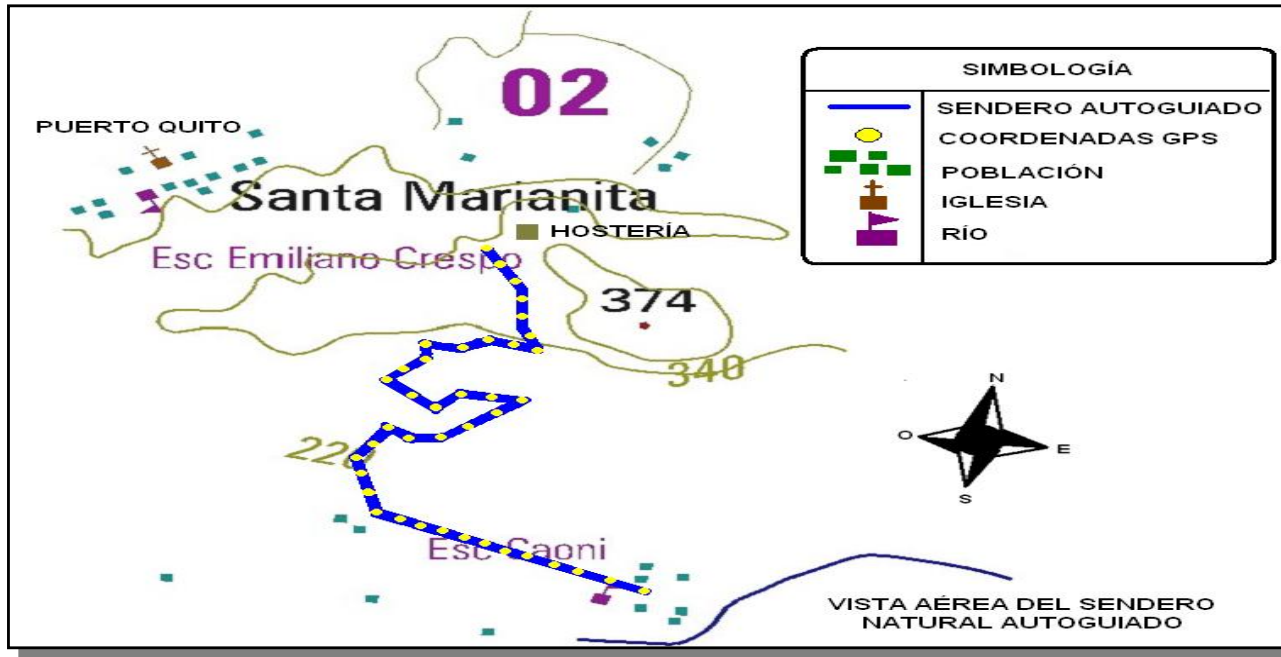 02
PUERTO QUITO
Santa Marianita
HOSTERÍA
Esc Emiliano Crespo
374
340
220
Esc Caoni
SIMBOLOGÍA
SENDERO AUTOGUIADO
COORDENADAS GPS
POBLACIÓN
IGLESIA
RÍO
N
O
E
S
VISTA AÉREA DEL SENDERO
NATURAL AUTOGUIADO